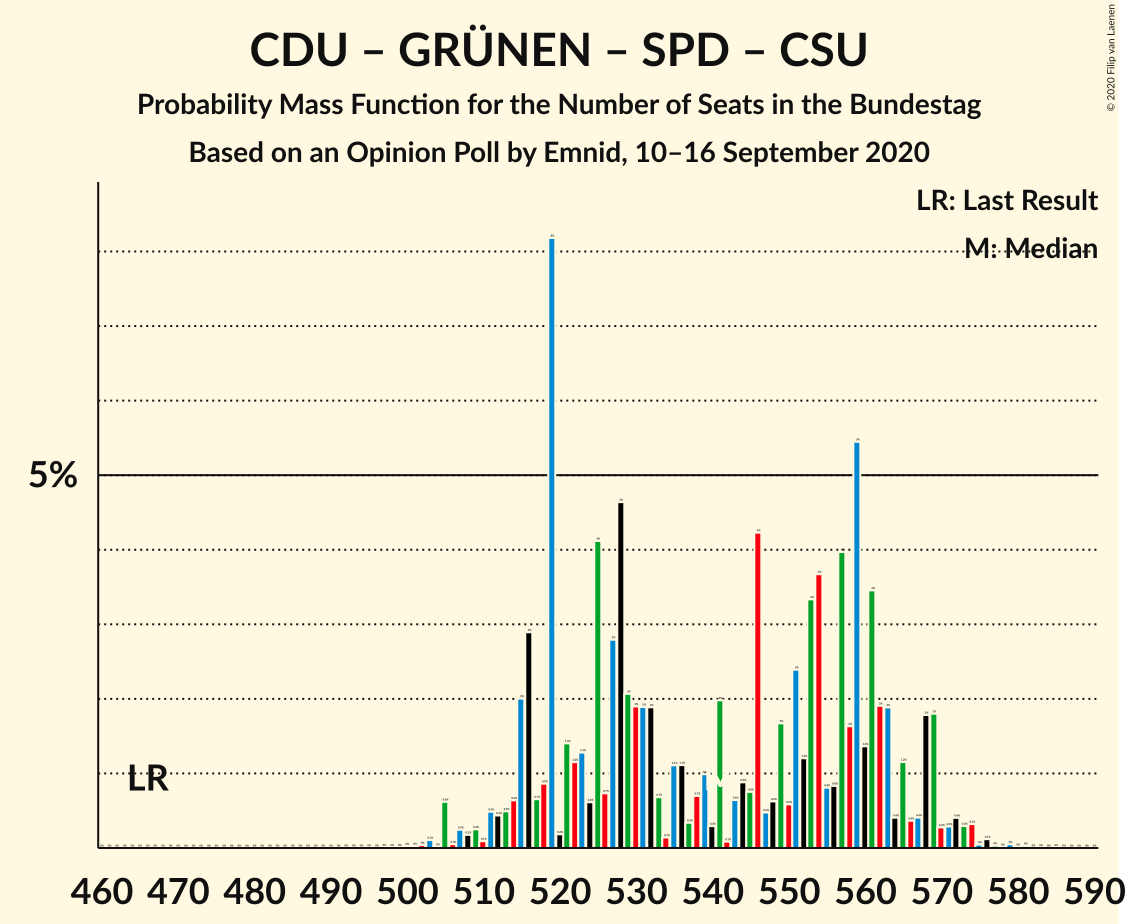 CDU – GRÜNEN – SPD – CSU
Probability Mass Function for the Number of Seats in the Bundestag
Based on an Opinion Poll by Emnid, 10–16 September 2020
© 2020 Filip van Laenen
LR: Last Result
M: Median
5%
LR
460 470 480 490 500 510 520 530 540 550 560 570 580 590